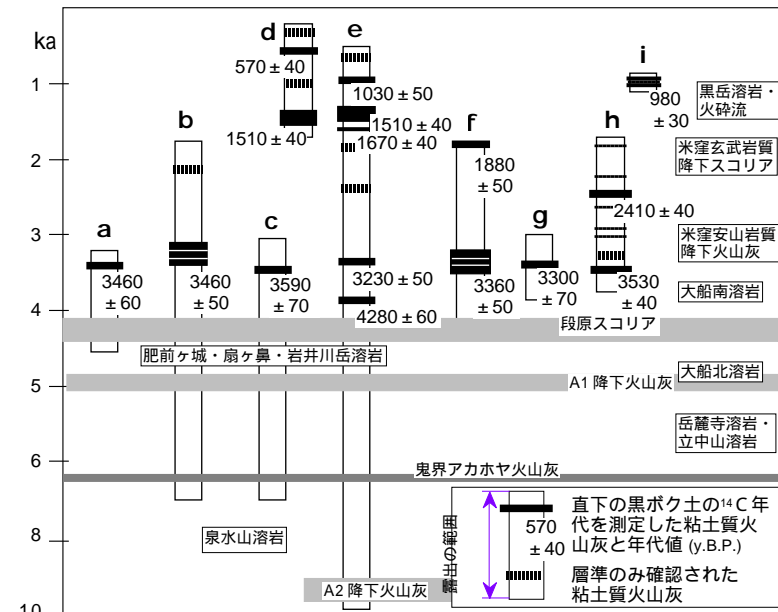 ka
1
2
3
4
5
6
8
10
a
3460
± 60
b
3460
± 50
c
3590
± 70
d
570 ± 40
1510 ± 40
e
1030 ± 50
1510 ± 40
1670 ± 40
3230 ± 50
4280 ± 60
f
1880
± 50
3360
± 50
g
3300
± 70
h
2410 ± 40
3530
± 40
i
980
± 30
黒岳溶岩・
火砕流
米窪玄武岩質
降下スコリア
米窪安山岩質
降下火山灰
大船南溶岩
段原スコリア
肥前ヶ城・扇ヶ鼻・岩井川岳溶岩
大船北溶岩
A1 降下火山灰
岳麓寺溶岩・
立中山溶岩
鬼界アカホヤ火山灰
泉水山溶岩
A2 降下火山灰
露出の範囲
570
± 40
直下の黒ボク土の¹⁴C 年
代を測定した粘土質火
山灰と年代値 (y.B.P.)
層準のみ確認された
粘土質火山灰